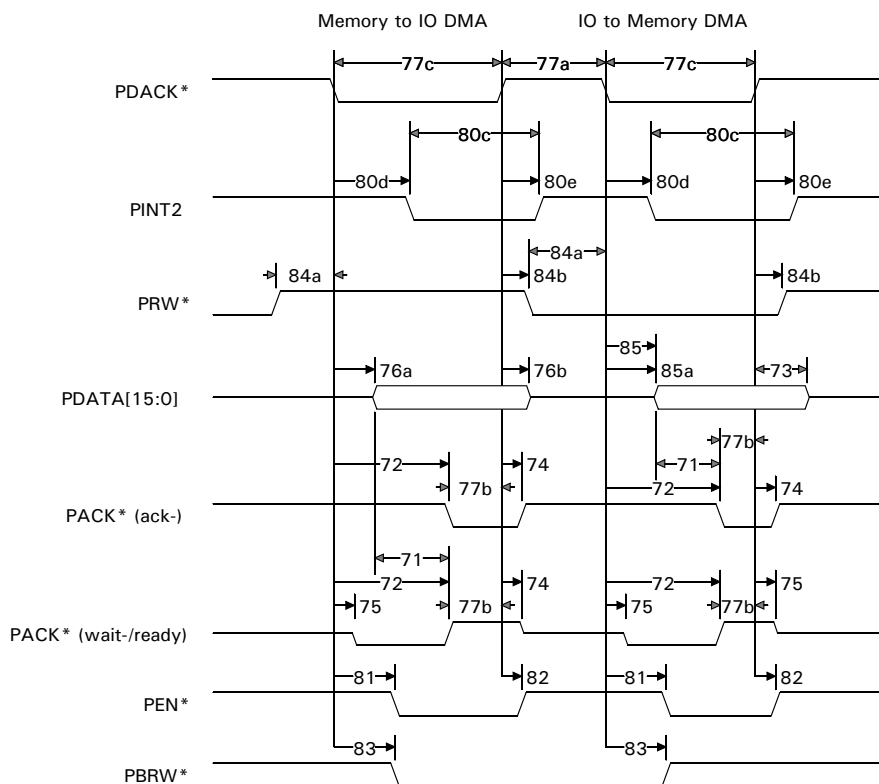 Memory to IO DMA IO to Memory DMA
77c 77a 77c
PDACK*
80c 80c
80d 80e 80d 80e
PINT2
84a
84a 84b 84b
PRW*
85
76a 76b 85a 73
PDATA[15:0]
77b
72 74 71
77b 72 74
PACK* (ack-)
71
72 74 72 75
75 77b 75 77b
PACK* (wait-/ready)
81 82 81 82
PEN*
83 83
PBRW*